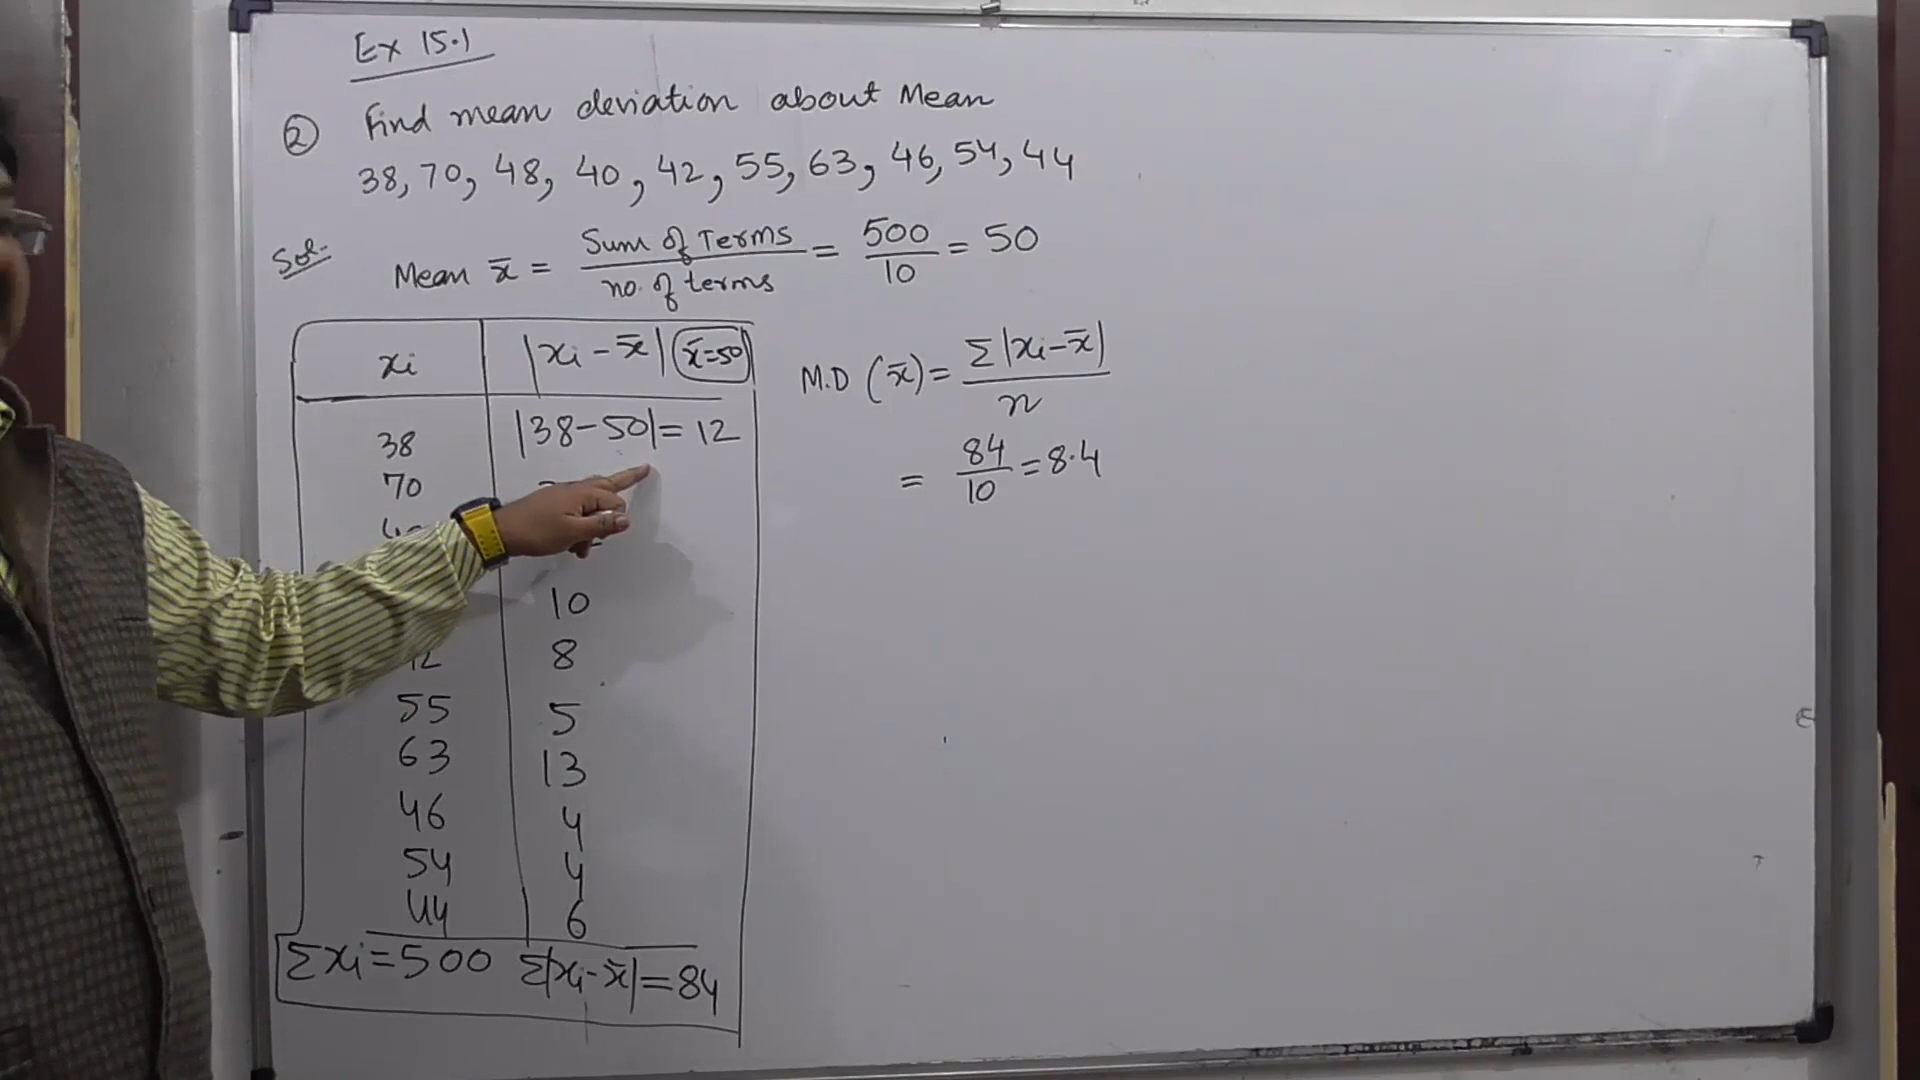 Ex 15.1
② Find mean deviation about Mean
38, 70, 48, 40, 42, 55, 63, 46, 54, 44
Sol- Mean x̄ = Sum of Terms / no. of terms = 500/10 = 50
xi |xi - x̄| x̄=50
38 |38-50| = 12
70
10
8
55 5
63 13
46 4
54 4
44 6
Σxi=500 Σ|xi-x̄|=84
M.D (x̄) = Σ|xi-x̄| / n
= 84/10 = 8.4